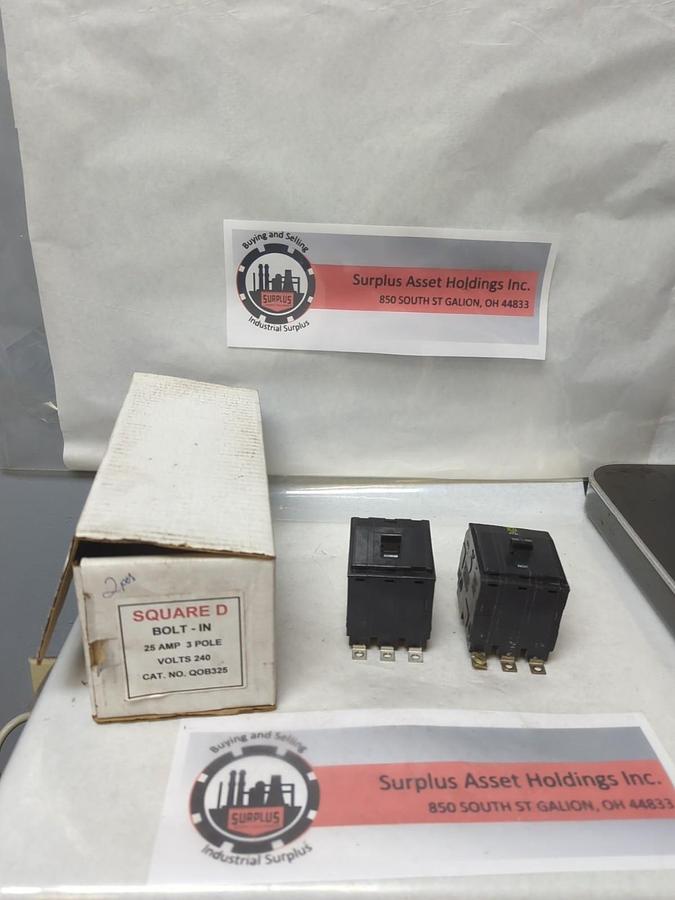 Buying and Selling
SURPLUS
Industrial Surplus
Surplus Asset Holdings Inc.
850 SOUTH ST GALION, OH 44833
2 pcs
SQUARE D
BOLT - IN
25 AMP 3 POLE
VOLTS 240
CAT. NO. QOB325
Buying and Selling
SURPLUS
Industrial Surplus
Surplus Asset Holdings Inc.
850 SOUTH ST GALION, OH 44833